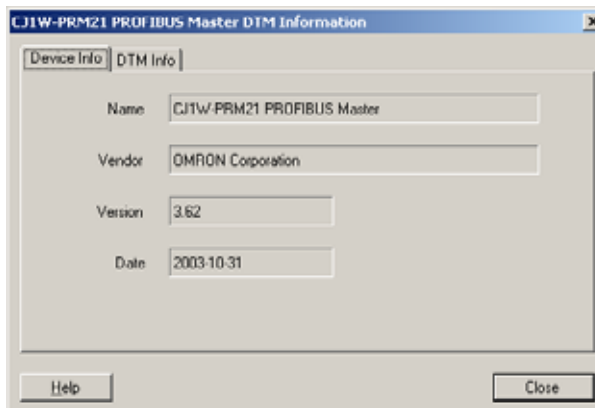 CJ1W-PRM21 PROFIBUS Master DTM Information
Device Info DTM Info
Name CJ1W-PRM21 PROFIBUS Master
Vendor OMRON Corporation
Version 3.62
Date 2003-10-31
Help Close